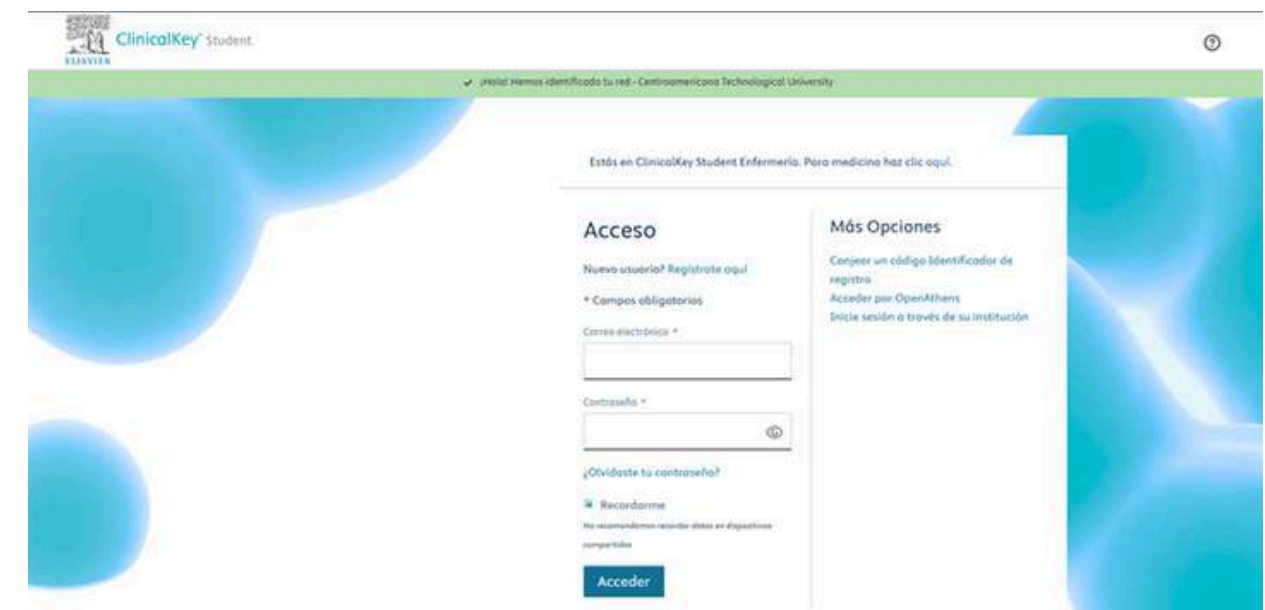 ELSEVIER
ClinicalKey® Student
¡Hola! Hemos identificado tu red - Centroamericana Technological University
Estás en ClinicalKey Student Enfermería. Para medicina haz clic aquí.
Acceso
Nuevo usuario? Regístrate aquí
* Campos obligatorios
Correo electrónico *
Contraseña *
¿Olvidaste tu contraseña?
Recordarme
No recomendamos recordar datos en dispositivos
compartidos
Acceder
Más Opciones
Canjear un código Identificador de
registro
Acceder por OpenAthens
Inicie sesión a través de su institución